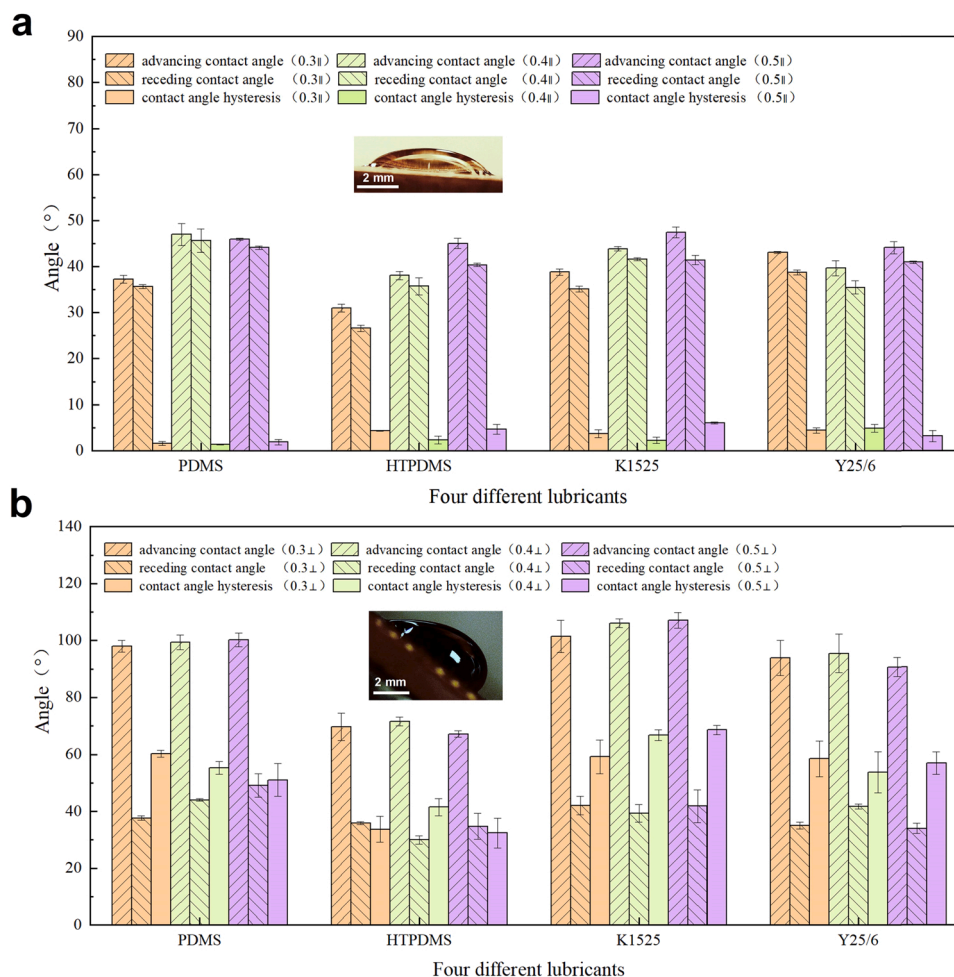 a
90
80
70
60
50
40
30
20
10
0
Angle（°）
advancing contact angle（0.3∥） advancing contact angle（0.4∥） advancing contact angle（0.5∥）
receding contact angle （0.3∥） receding contact angle （0.4∥） receding contact angle （0.5∥）
contact angle hysteresis（0.3∥） contact angle hysteresis（0.4∥） contact angle hysteresis（0.5∥）
2 mm
PDMS HTPDMS K1525 Y25/6
Four different lubricants
b
140
120
100
80
60
40
20
0
Angle（°）
advancing contact angle（0.3⊥） advancing contact angle（0.4⊥） advancing contact angle（0.5⊥）
receding contact angle （0.3⊥） receding contact angle （0.4⊥） receding contact angle （0.5⊥）
contact angle hysteresis（0.3⊥） contact angle hysteresis（0.4⊥） contact angle hysteresis（0.5⊥）
2 mm
PDMS HTPDMS K1525 Y25/6
Four different lubricants